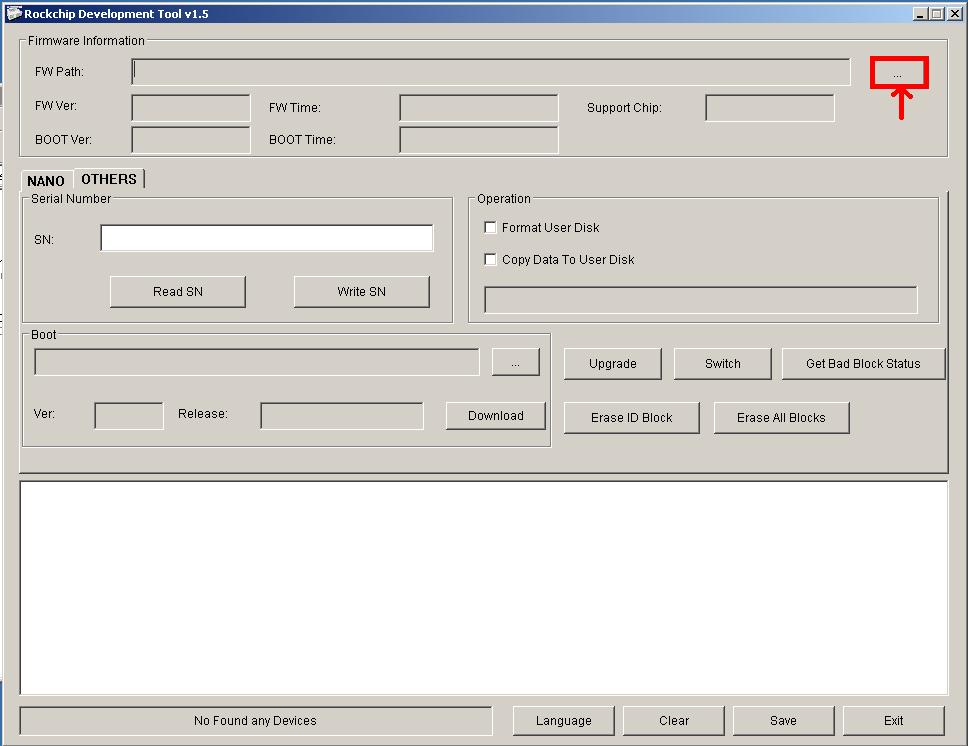 Rockchip Development Tool v1.5
Firmware Information
FW Path:
...
FW Ver:
FW Time:
Support Chip:
BOOT Ver:
BOOT Time:
NANO
OTHERS
Serial Number
SN:
Read SN
Write SN
Operation
Format User Disk
Copy Data To User Disk
Boot
...
Ver:
Release:
Download
Upgrade
Switch
Get Bad Block Status
Erase ID Block
Erase All Blocks
No Found any Devices
Language
Clear
Save
Exit